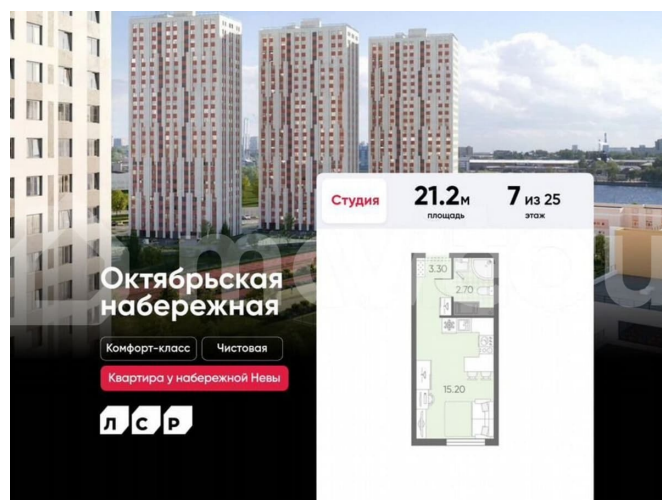 Студия
21.2м
площадь
7 из 25
этаж
3.30
2.70
15.20
Октябрьская
набережная
Комфорт-класс
Чистовая
Квартира у набережной Невы
ЛСР